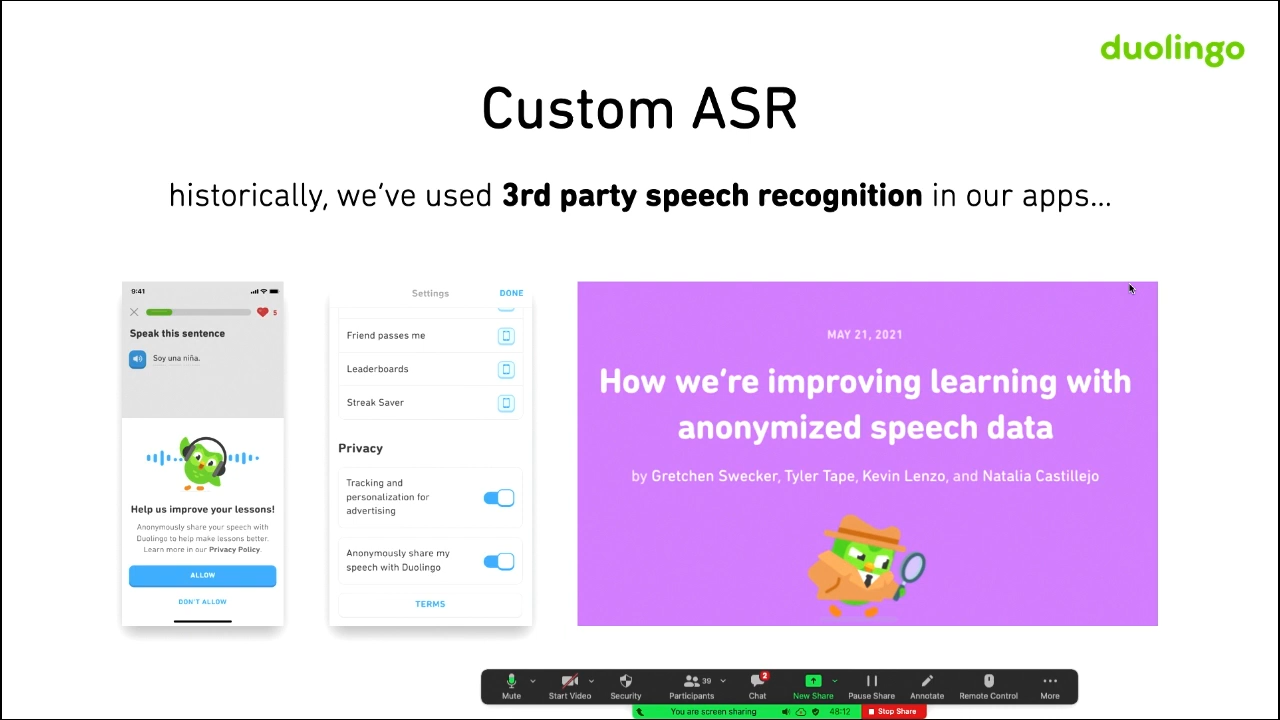 duolingo
Custom ASR
historically, we've used 3rd party speech recognition in our apps...
9:41
5
Speak this sentence
Soy una niña.
Help us improve your lessons!
Anonymously share your speech with
Duolingo to help make lessons better.
Learn more in our Privacy Policy.
ALLOW
DON'T ALLOW
Settings
DONE
Friend passes me
Leaderboards
Streak Saver
Privacy
Tracking and
personalization for
advertising
Anonymously share my
speech with Duolingo
TERMS
MAY 21, 2021
How we're improving learning with
anonymized speech data
by Gretchen Swecker, Tyler Tape, Kevin Lenzo, and Natalia Castillejo
39
2
Mute Start Video Security Participants Chat New Share Pause Share Annotate Remote Control More
You are screen sharing 48:12 Stop Share